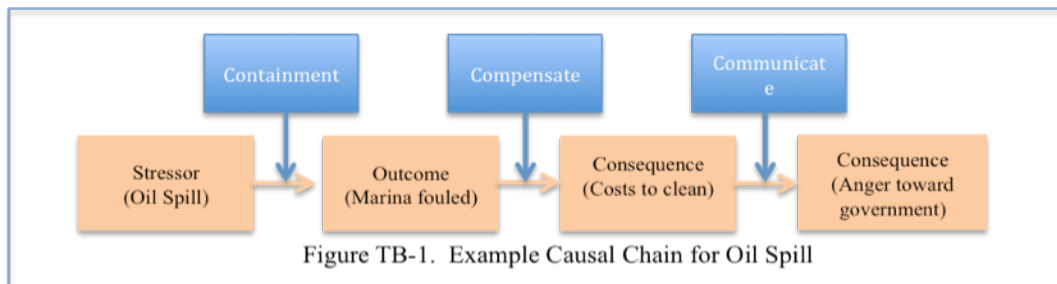 Containment
Compensate
Communicat
e
Stressor
(Oil Spill)
Outcome
(Marina fouled)
Consequence
(Costs to clean)
Consequence
(Anger toward
government)
Figure TB-1. Example Causal Chain for Oil Spill